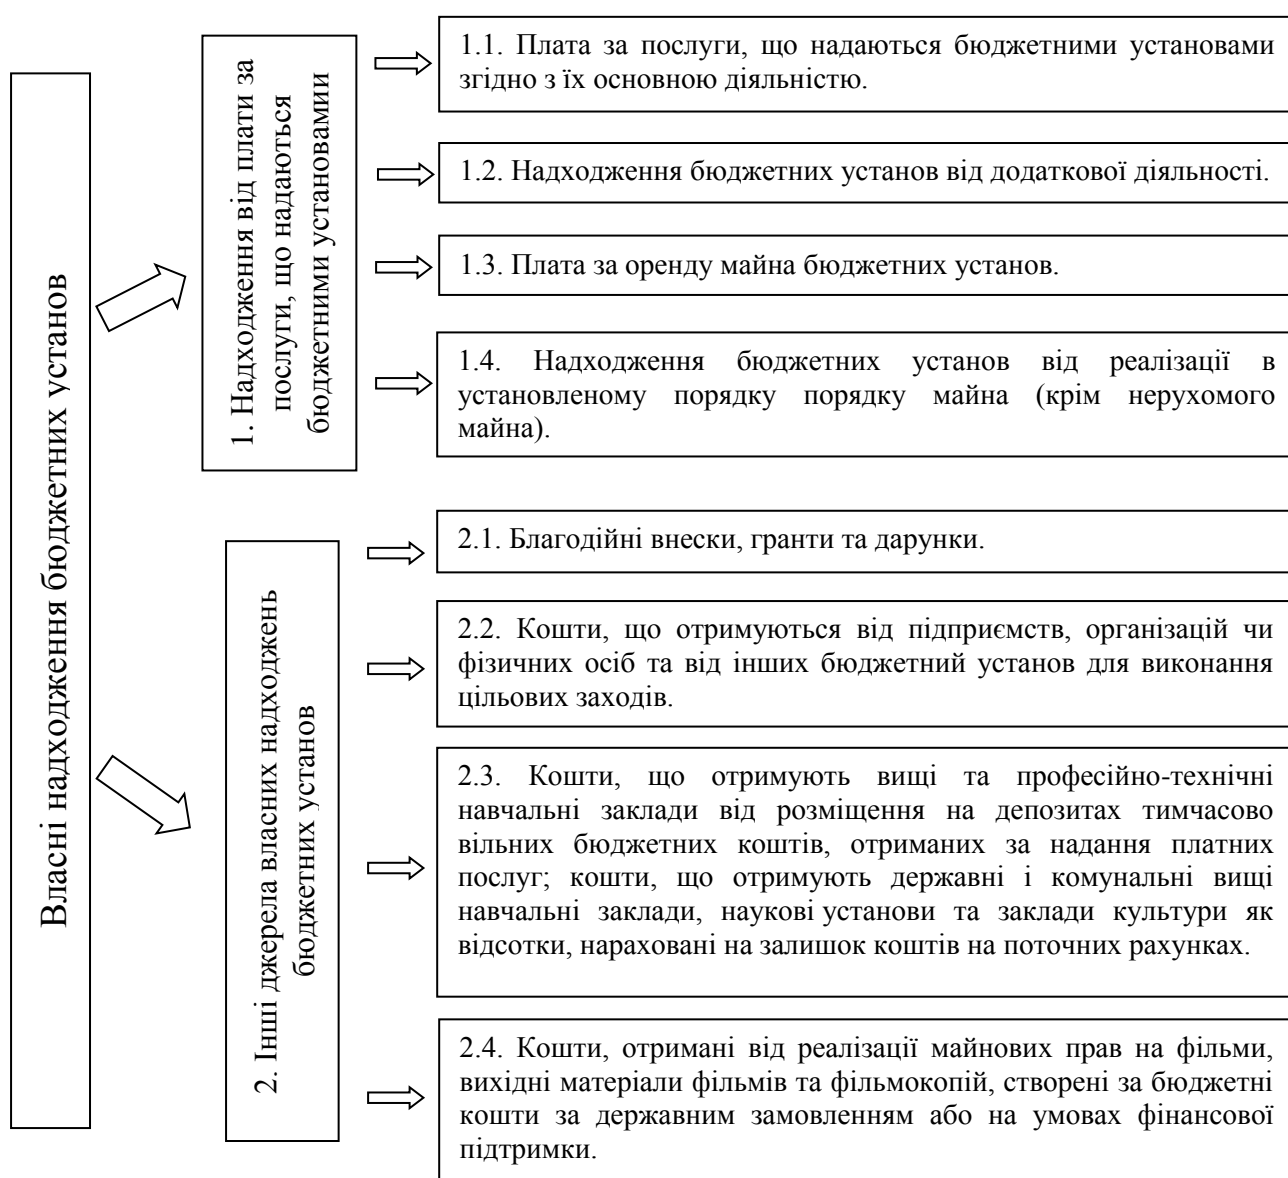 Власні надходження бюджетних установ
1. Надходження від плати за
послуги, що надаються
бюджетними установамии
1.1. Плата за послуги, що надаються бюджетними установами
згідно з їх основною діяльністю.
1.2. Надходження бюджетних установ від додаткової діяльності.
1.3. Плата за оренду майна бюджетних установ.
1.4. Надходження бюджетних установ від реалізації в
установленому порядку порядку майна (крім нерухомого
майна).
2. Інші джерела власних надходжень
бюджетних установ
2.1. Благодійні внески, гранти та дарунки.
2.2. Кошти, що отримуються від підприємств, організацій чи
фізичних осіб та від інших бюджетний установ для виконання
цільових заходів.
2.3. Кошти, що отримують вищі та професійно-технічні
навчальні заклади від розміщення на депозитах тимчасово
вільних бюджетних коштів, отриманих за надання платних
послуг; кошти, що отримують державні і комунальні вищі
навчальні заклади, наукові установи та заклади культури як
відсотки, нараховані на залишок коштів на поточних рахунках.
2.4. Кошти, отримані від реалізації майнових прав на фільми,
вихідні матеріали фільмів та фільмокопій, створені за бюджетні
кошти за державним замовленням або на умовах фінансової
підтримки.